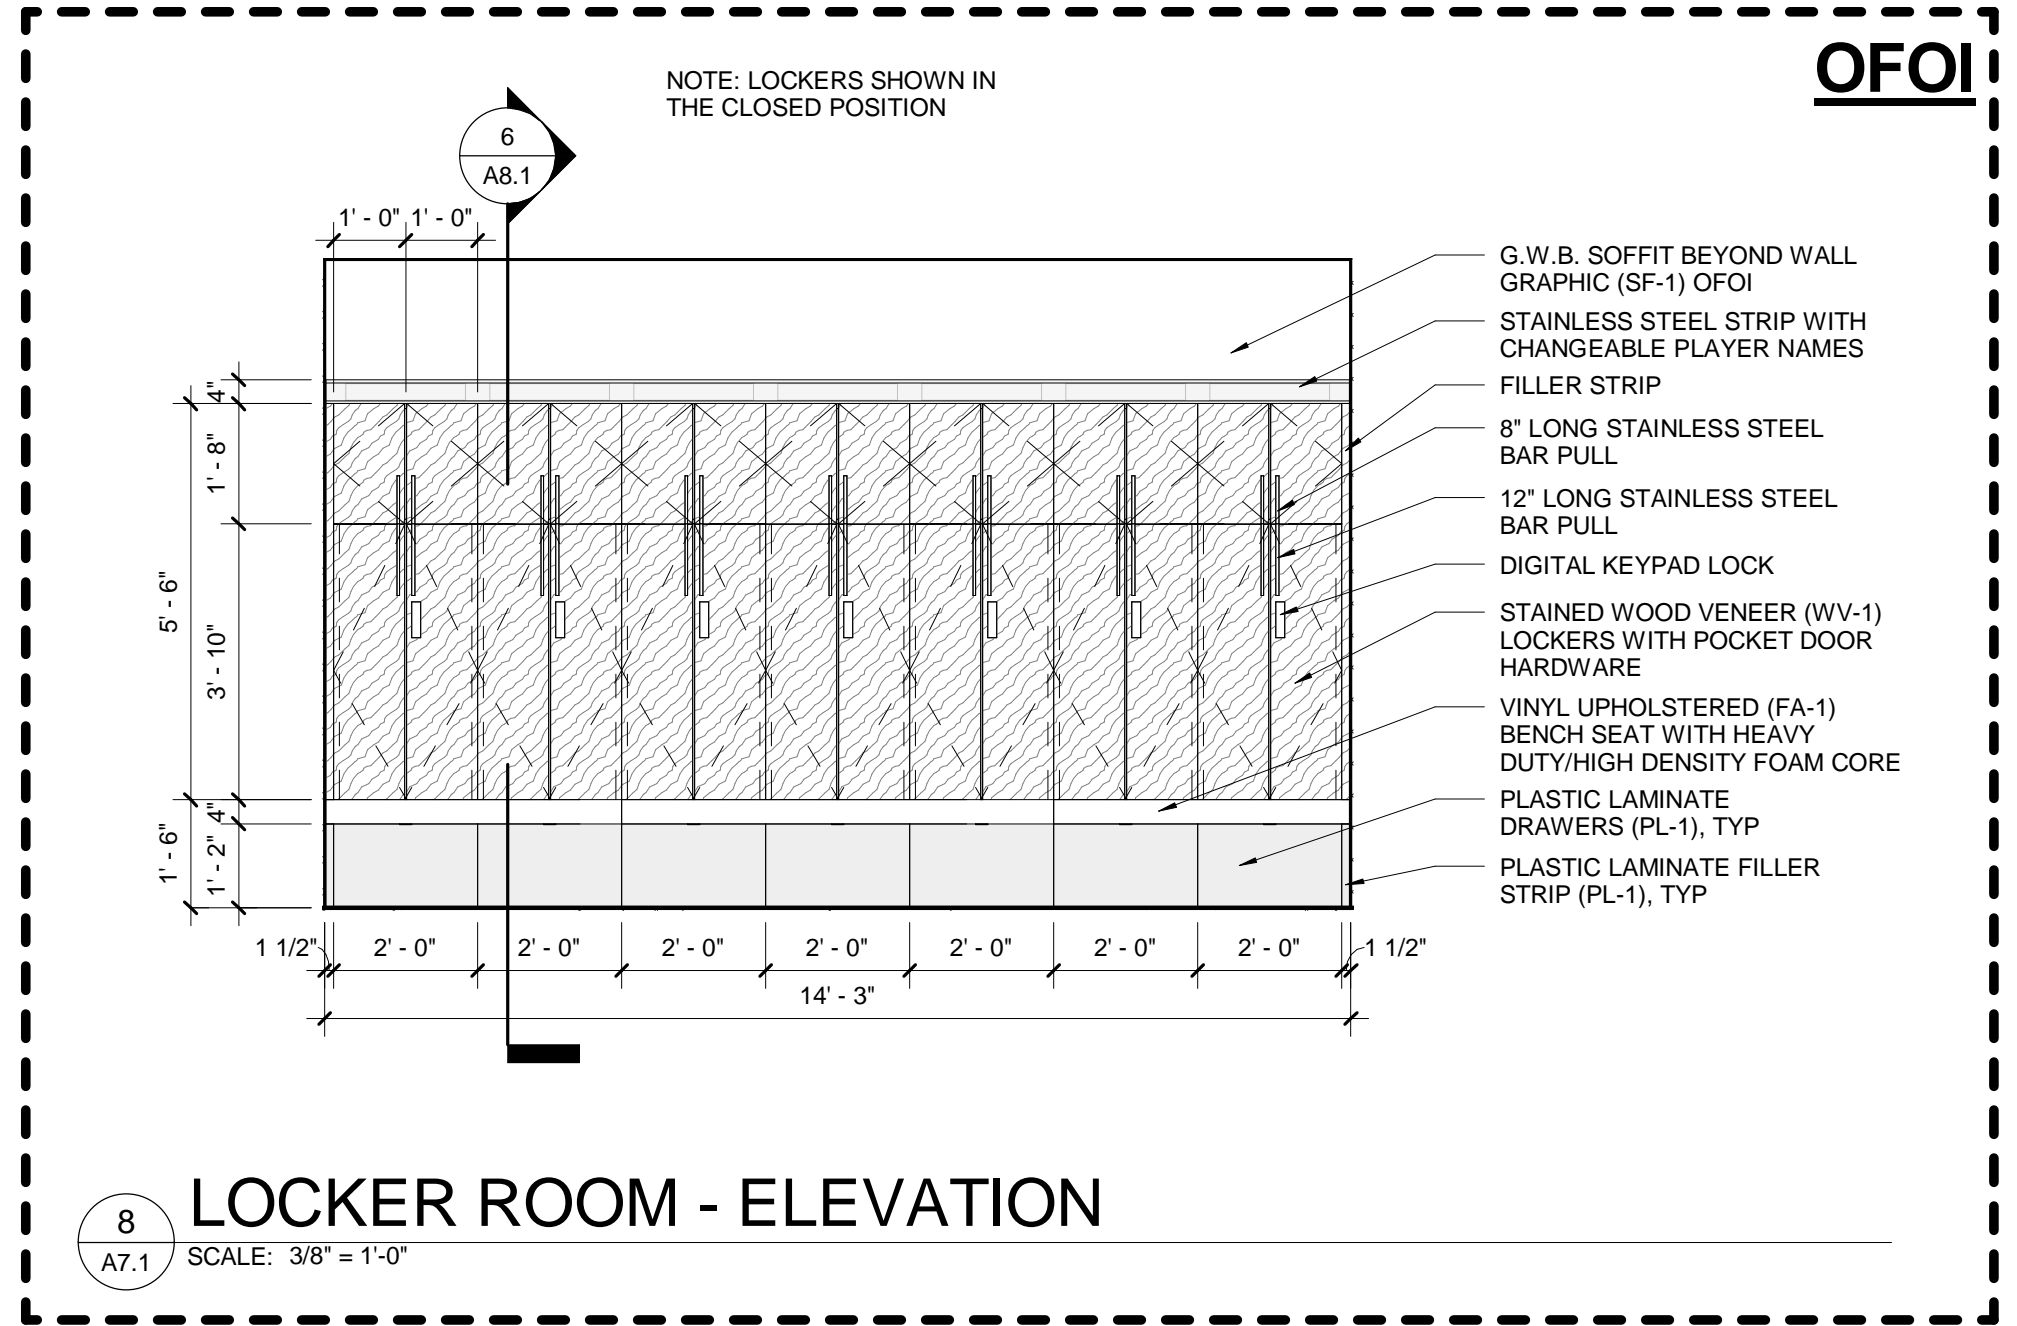 OFOI
NOTE: LOCKERS SHOWN IN
THE CLOSED POSITION
6
A8.1
1' - 0" 1' - 0"
G.W.B. SOFFIT BEYOND WALL
GRAPHIC (SF-1) OFOI
STAINLESS STEEL STRIP WITH
CHANGEABLE PLAYER NAMES
FILLER STRIP
8" LONG STAINLESS STEEL
BAR PULL
12" LONG STAINLESS STEEL
BAR PULL
DIGITAL KEYPAD LOCK
STAINED WOOD VENEER (WV-1)
LOCKERS WITH POCKET DOOR
HARDWARE
VINYL UPHOLSTERED (FA-1)
BENCH SEAT WITH HEAVY
DUTY/HIGH DENSITY FOAM CORE
PLASTIC LAMINATE
DRAWERS (PL-1), TYP
PLASTIC LAMINATE FILLER
STRIP (PL-1), TYP
4"
1' - 8"
5' - 6"
3' - 10"
4"
1' - 6"
1' - 2"
1 1/2" 2' - 0" 2' - 0" 2' - 0" 2' - 0" 2' - 0" 2' - 0" 2' - 0" 1 1/2"
14' - 3"
8
A7.1
LOCKER ROOM - ELEVATION
SCALE: 3/8" = 1'-0"